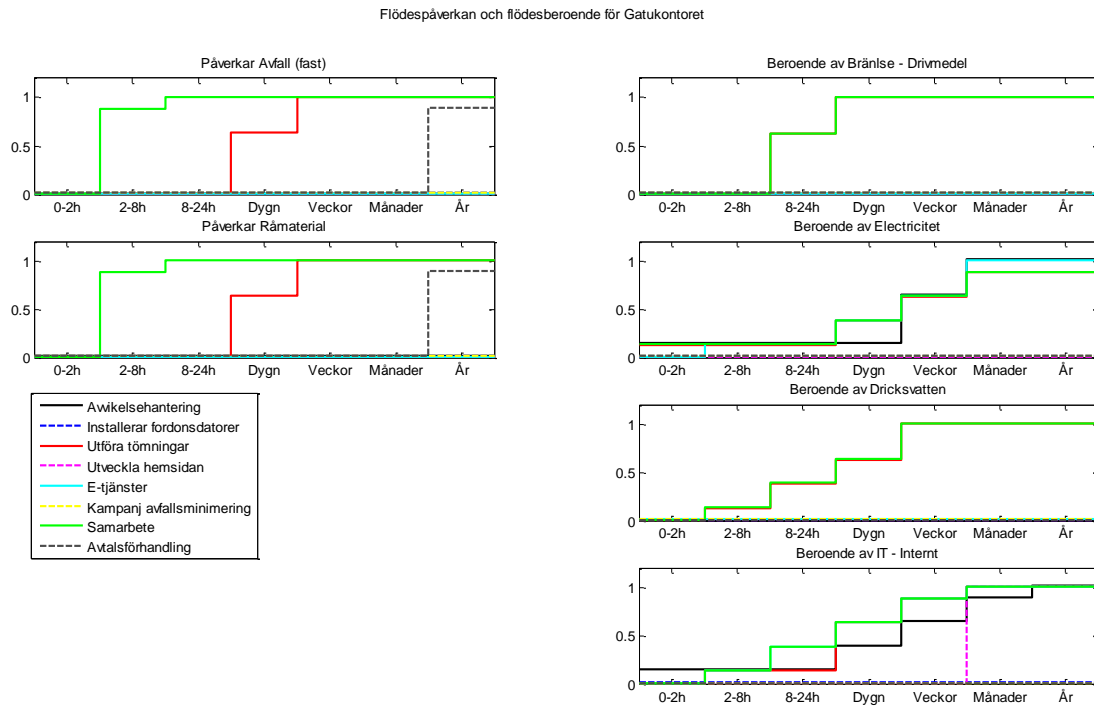 Flödespåverkan och flödesberoende för Gatukontoret
Påverkar Avfall (fast)
1
0.5
0
0-2h 2-8h 8-24h Dygn Veckor Månader År
Påverkar Råmaterial
1
0.5
0
0-2h 2-8h 8-24h Dygn Veckor Månader År
Avvikelsehantering
Installerar fordonsdatorer
Utföra tömningar
Utveckla hemsidan
E-tjänster
Kampanj avfallsminimering
Samarbete
Avtalsförhandling
Beroende av Bränlse - Drivmedel
1
0.5
0
0-2h 2-8h 8-24h Dygn Veckor Månader År
Beroende av Electricitet
1
0.5
0
0-2h 2-8h 8-24h Dygn Veckor Månader År
Beroende av Dricksvatten
1
0.5
0
0-2h 2-8h 8-24h Dygn Veckor Månader År
Beroende av IT - Internt
1
0.5
0
0-2h 2-8h 8-24h Dygn Veckor Månader År